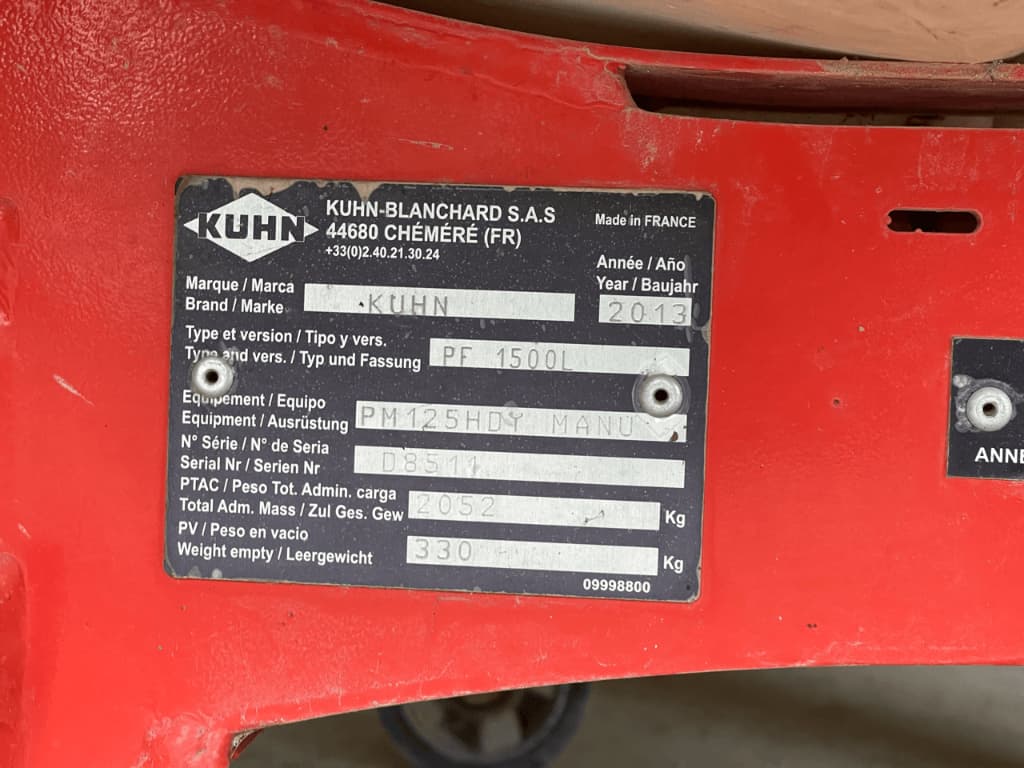 KUHN
KUHN-BLANCHARD S.A.S
44680 CHÉMÉRÉ (FR)
+33(0)2.40.21.30.24
Made in FRANCE
Année / Año
Year / Baujahr
2013
Marque / Marca
Brand / Marke
KUHN
Type et version / Tipo y vers.
Type and vers. / Typ und Fassung
PF 1500L
Equipement / Equipo
Equipment / Ausrüstung
PM125HDY MANU
N° Série / N° de Seria
Serial Nr / Serien Nr
D8511
PTAC / Peso Tot. Admin. carga
Total Adm. Mass / Zul Ges. Gew
2052 Kg
PV / Peso en vacio
Weight empty / Leergewicht
330 Kg
09998800
ANNE